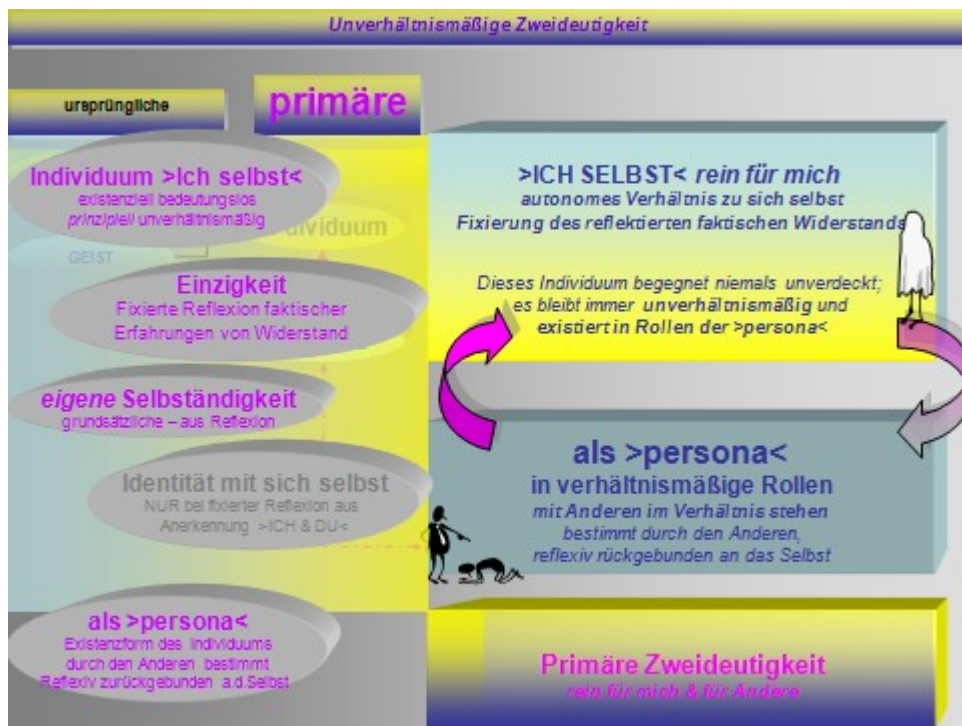 Unverhältnismäßige Zweideutigkeit
ursprüngliche
primäre
Individuum >Ich selbst<
existenziell bedeutungslos
prinzipiell unverhältnismäßig
GEIST
Einzigkeit
Fixierte Reflexion faktischer
Erfahrungen von Widerstand
eigene Selbständigkeit
grundsätzliche – aus Reflexion
Identität mit sich selbst
NUR bei fixierter Reflexion aus
Anerkennung >ICH & DU<
als >persona<
Existenzform des Individuums
durch den Anderen bestimmt
Reflexiv zurückgebunden a.d.Selbst
>ICH SELBST< rein für mich
autonomes Verhältnis zu sich selbst
Fixierung des reflektierten faktischen Widerstands
Dieses Individuum begegnet niemals unverdeckt;
es bleibt immer unverhältnismäßig und
existiert in Rollen der >persona<
als >persona<
in verhältnismäßige Rollen
mit Anderen im Verhältnis stehen
bestimmt durch den Anderen,
reflexiv rückgebunden an das Selbst
Primäre Zweideutigkeit
rein für mich & für Andere